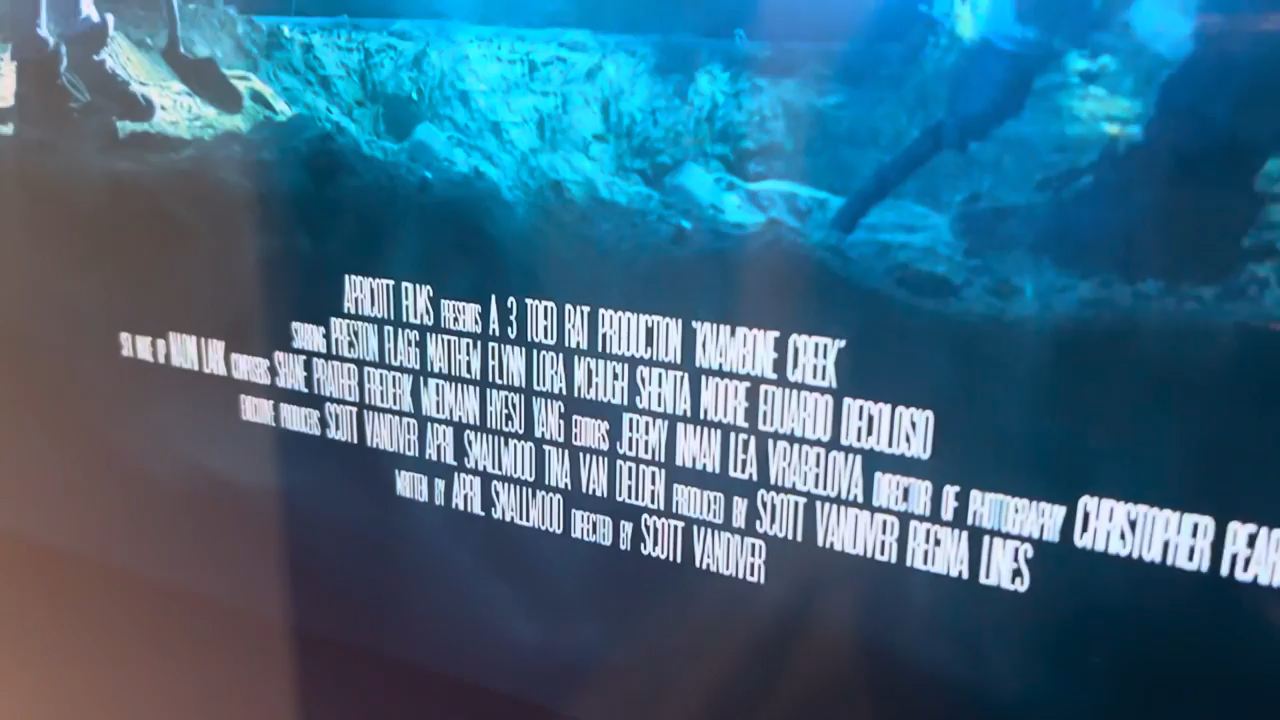 APRICOTT FILMS PRESENTS A 3 TOED RAT PRODUCTION "KNAWBONE CREEK"
STARRING PRESTON FLAGG MATTHEW FLYNN LORA MCHUGH SHENITA MOORE EDUARDO DECOLOSIO
MAKE UP NAOMI LARK COMPOSERS SHANE PRATHER FREDERIK WIEDMANN HYESU YANG EDITORS JEREMY INMAN LEA VRABELOVA DIRECTOR OF PHOTOGRAPHY CHRISTOPHER PEAR
EXECUTIVE PRODUCERS SCOTT VANDIVER APRIL SMALLWOOD TINA VAN DELDEN PRODUCED BY SCOTT VANDIVER REGINA LINES
WRITTEN BY APRIL SMALLWOOD DIRECTED BY SCOTT VANDIVER